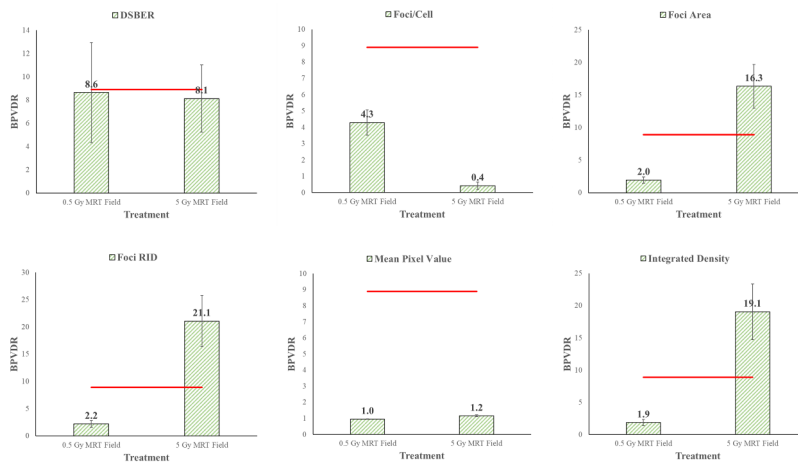 DSBER
14
12
10
8
6
4
2
0
BPVDR
8.6
8.1
0.5 Gy MRT Field
5 Gy MRT Field
Treatment
Foci/Cell
10
9
8
7
6
5
4
3
2
1
0
BPVDR
4.3
0.4
0.5 Gy MRT Field
5 Gy MRT Field
Treatment
Foci Area
25
20
15
10
5
0
BPVDR
2.0
16.3
0.5 Gy MRT Field
5 Gy MRT Field
Treatment
Foci RID
30
25
20
15
10
5
0
BPVDR
2.2
21.1
0.5 Gy MRT Field
5 Gy MRT Field
Treatment
Mean Pixel Value
10
9
8
7
6
5
4
3
2
1
0
BPVDR
1.0
1.2
0.5 Gy MRT Field
5 Gy MRT Field
Treatment
Integrated Density
25
20
15
10
5
0
BPVDR
1.9
19.1
0.5 Gy MRT Field
5 Gy MRT Field
Treatment